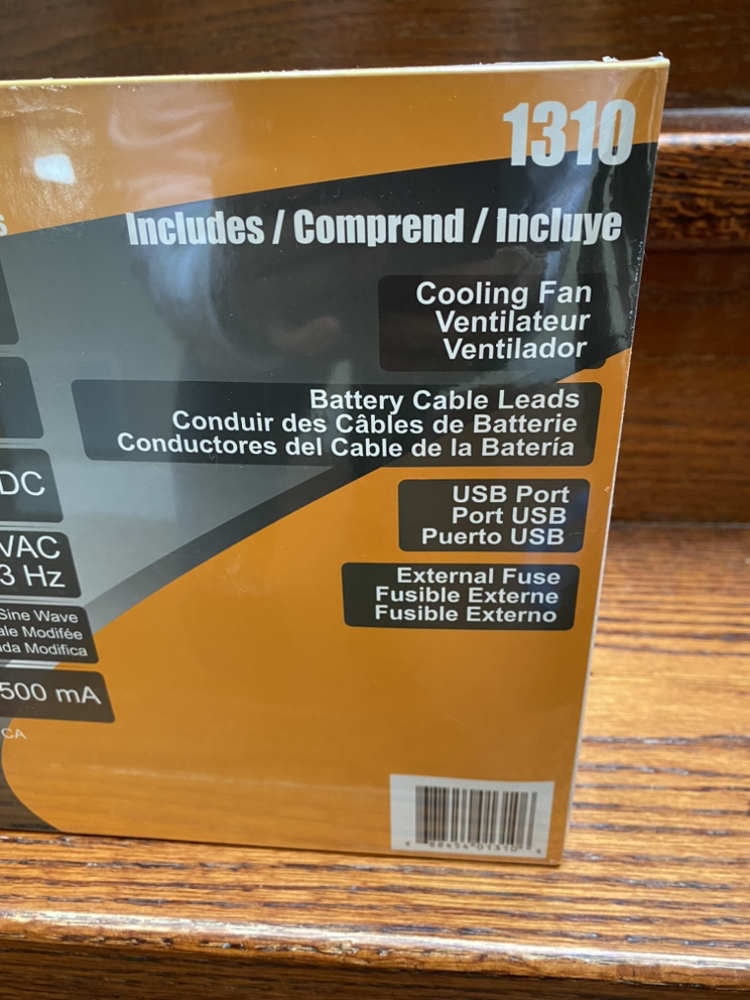 1310
Includes / Comprend / Incluye
Cooling Fan
Ventilateur
Ventilador
Battery Cable Leads
Conduir des Câbles de Batterie
Conductores del Cable de la Batería
USB Port
Port USB
Puerto USB
External Fuse
Fusible Externe
Fusible Externo
DC
VAC
3 Hz
Sine Wave
ale Modifée
da Modifica
500 mA
CA